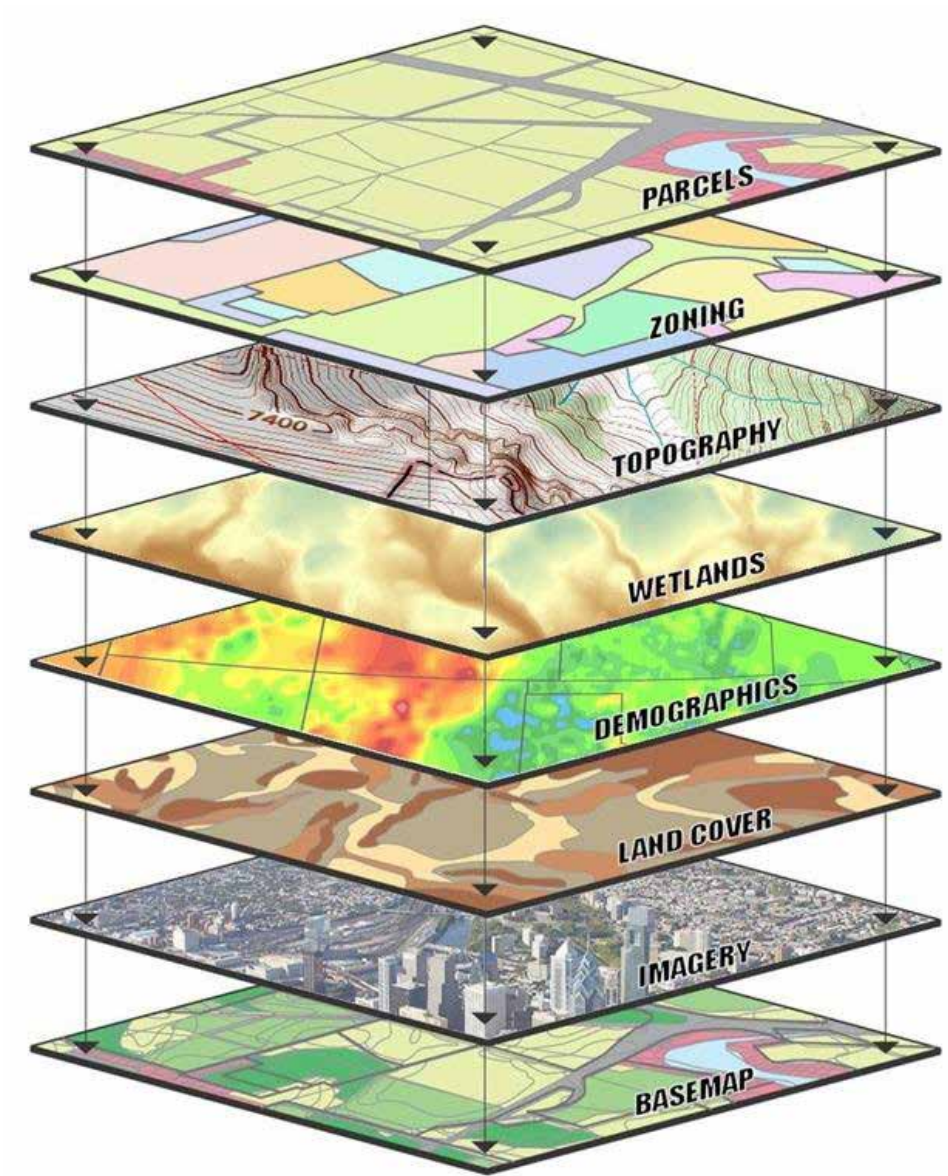 PARCELS
ZONING
7400
TOPOGRAPHY
WETLANDS
DEMOGRAPHICS
LAND COVER
IMAGERY
BASEMAP